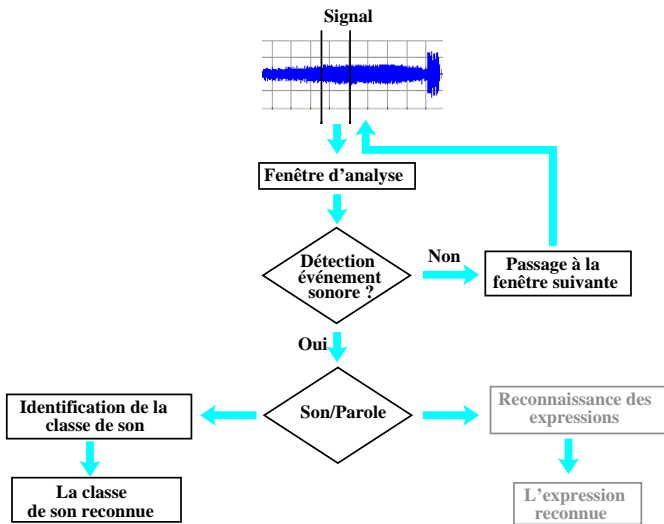 Signal
Fenêtre d'analyse
Détection
événement
sonore ?
Non
Passage à la
fenêtre suivante
Oui
Identification de la
classe de son
Son/Parole
Reconnaissance des
expressions
La classe
de son reconnue
L'expression
reconnue